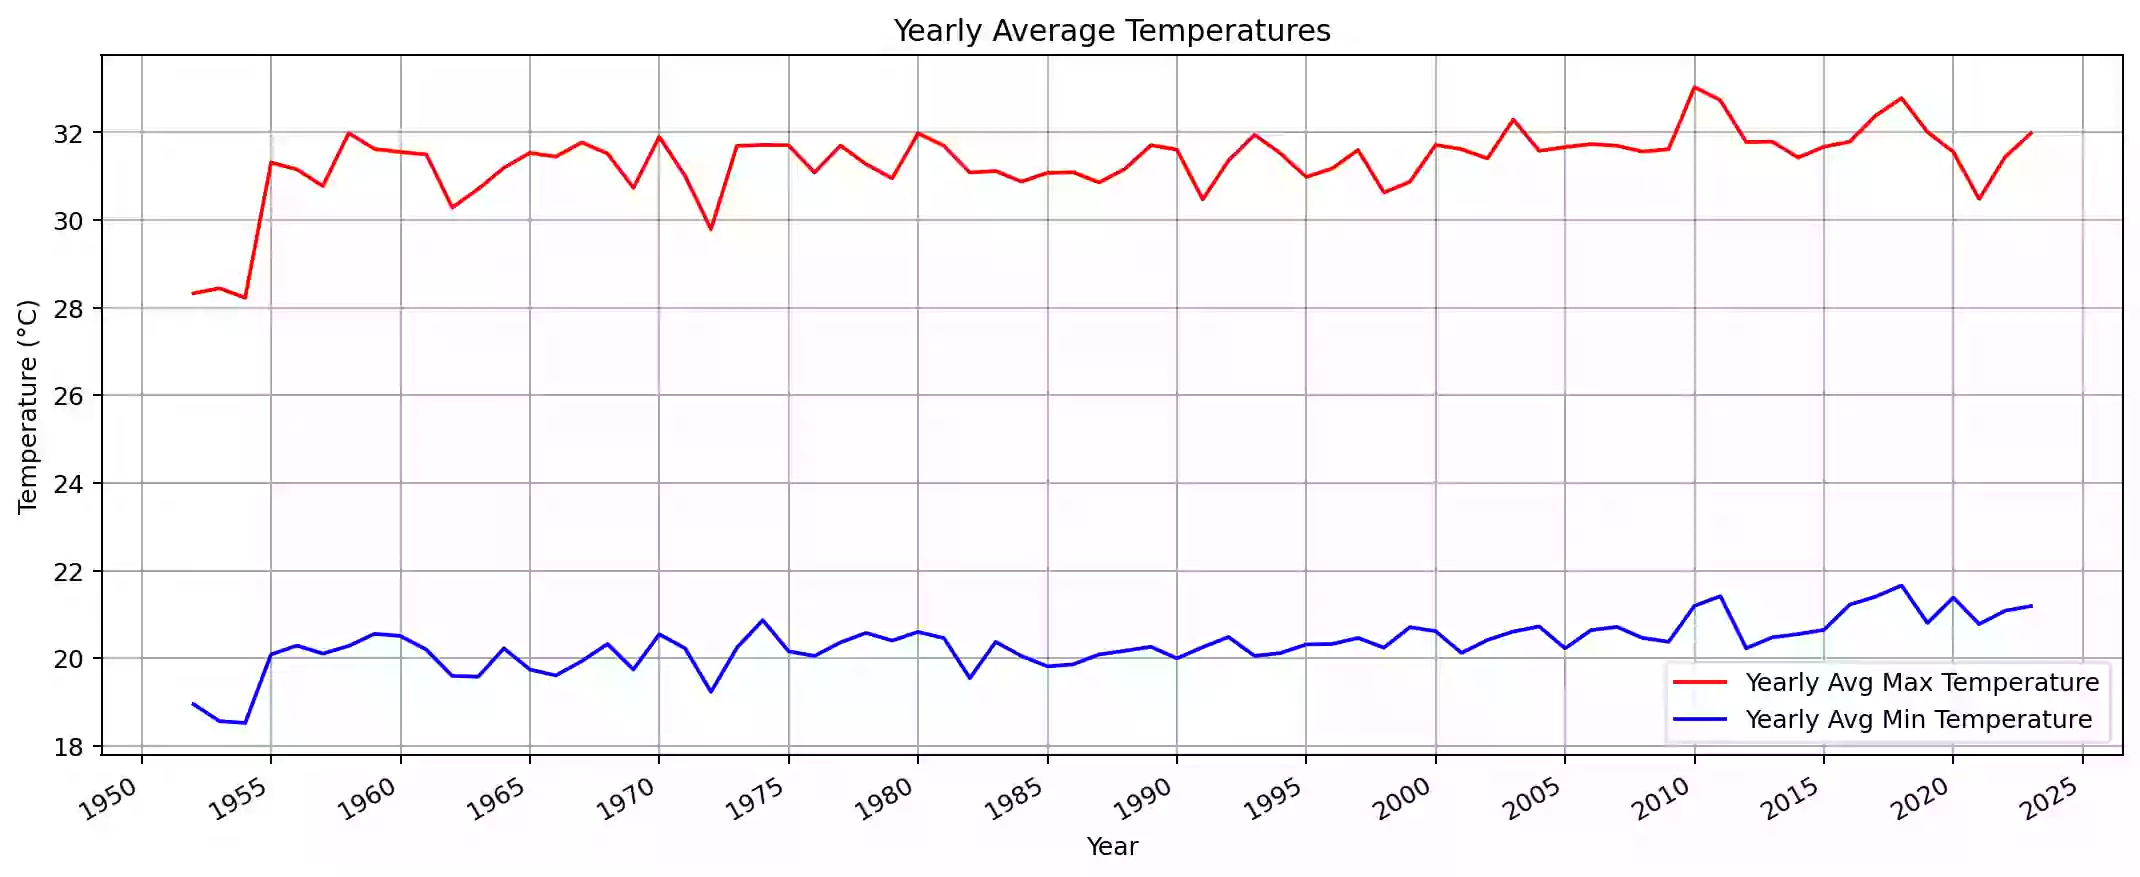 Yearly Average Temperatures
Temperature (°C)
32
30
28
26
24
22
20
18
Yearly Avg Max Temperature
Yearly Avg Min Temperature
1950 1955 1960 1965 1970 1975 1980 1985 1990 1995 2000 2005 2010 2015 2020 2025
Year